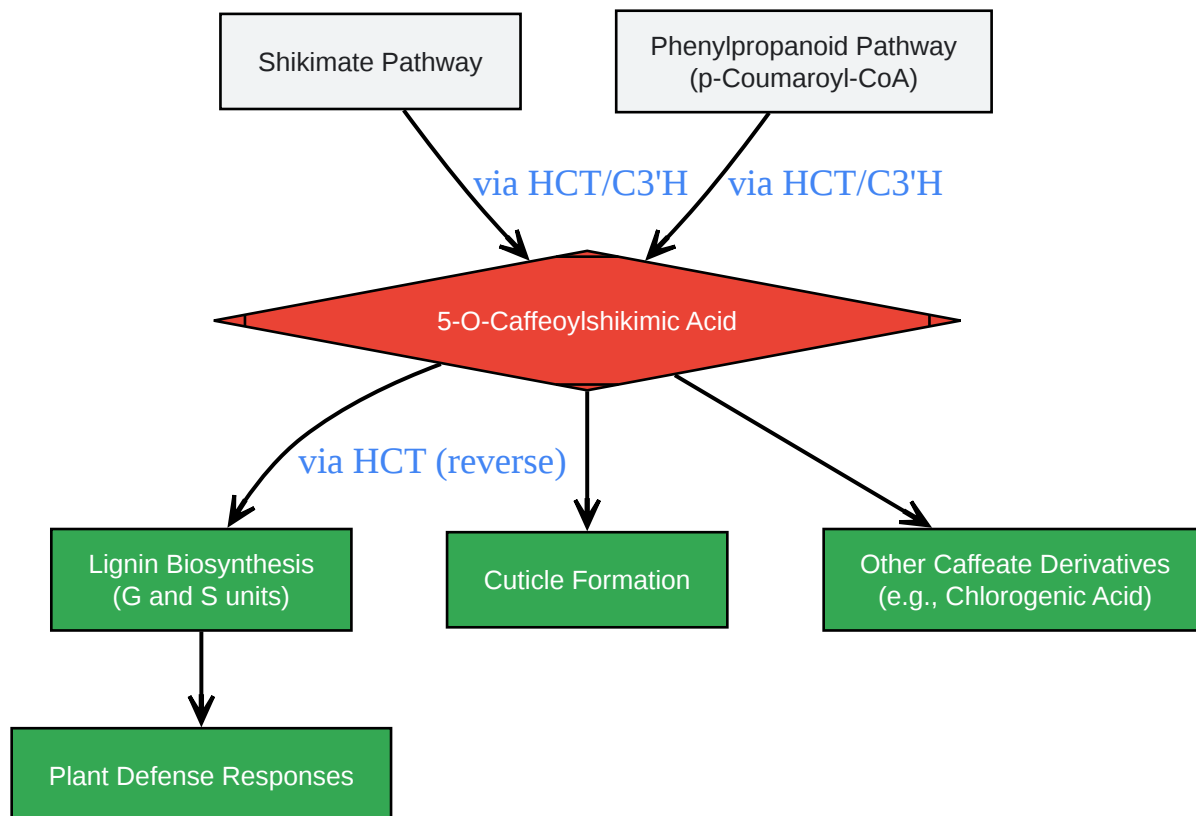 Shikimate Pathway
Phenylpropanoid Pathway
(p-Coumaroyl-CoA)
via HCT/C3'H
via HCT/C3'H
5-O-Caffeoylshikimic Acid
via HCT (reverse)
Lignin Biosynthesis
(G and S units)
Cuticle Formation
Other Caffeate Derivatives
(e.g., Chlorogenic Acid)
Plant Defense Responses